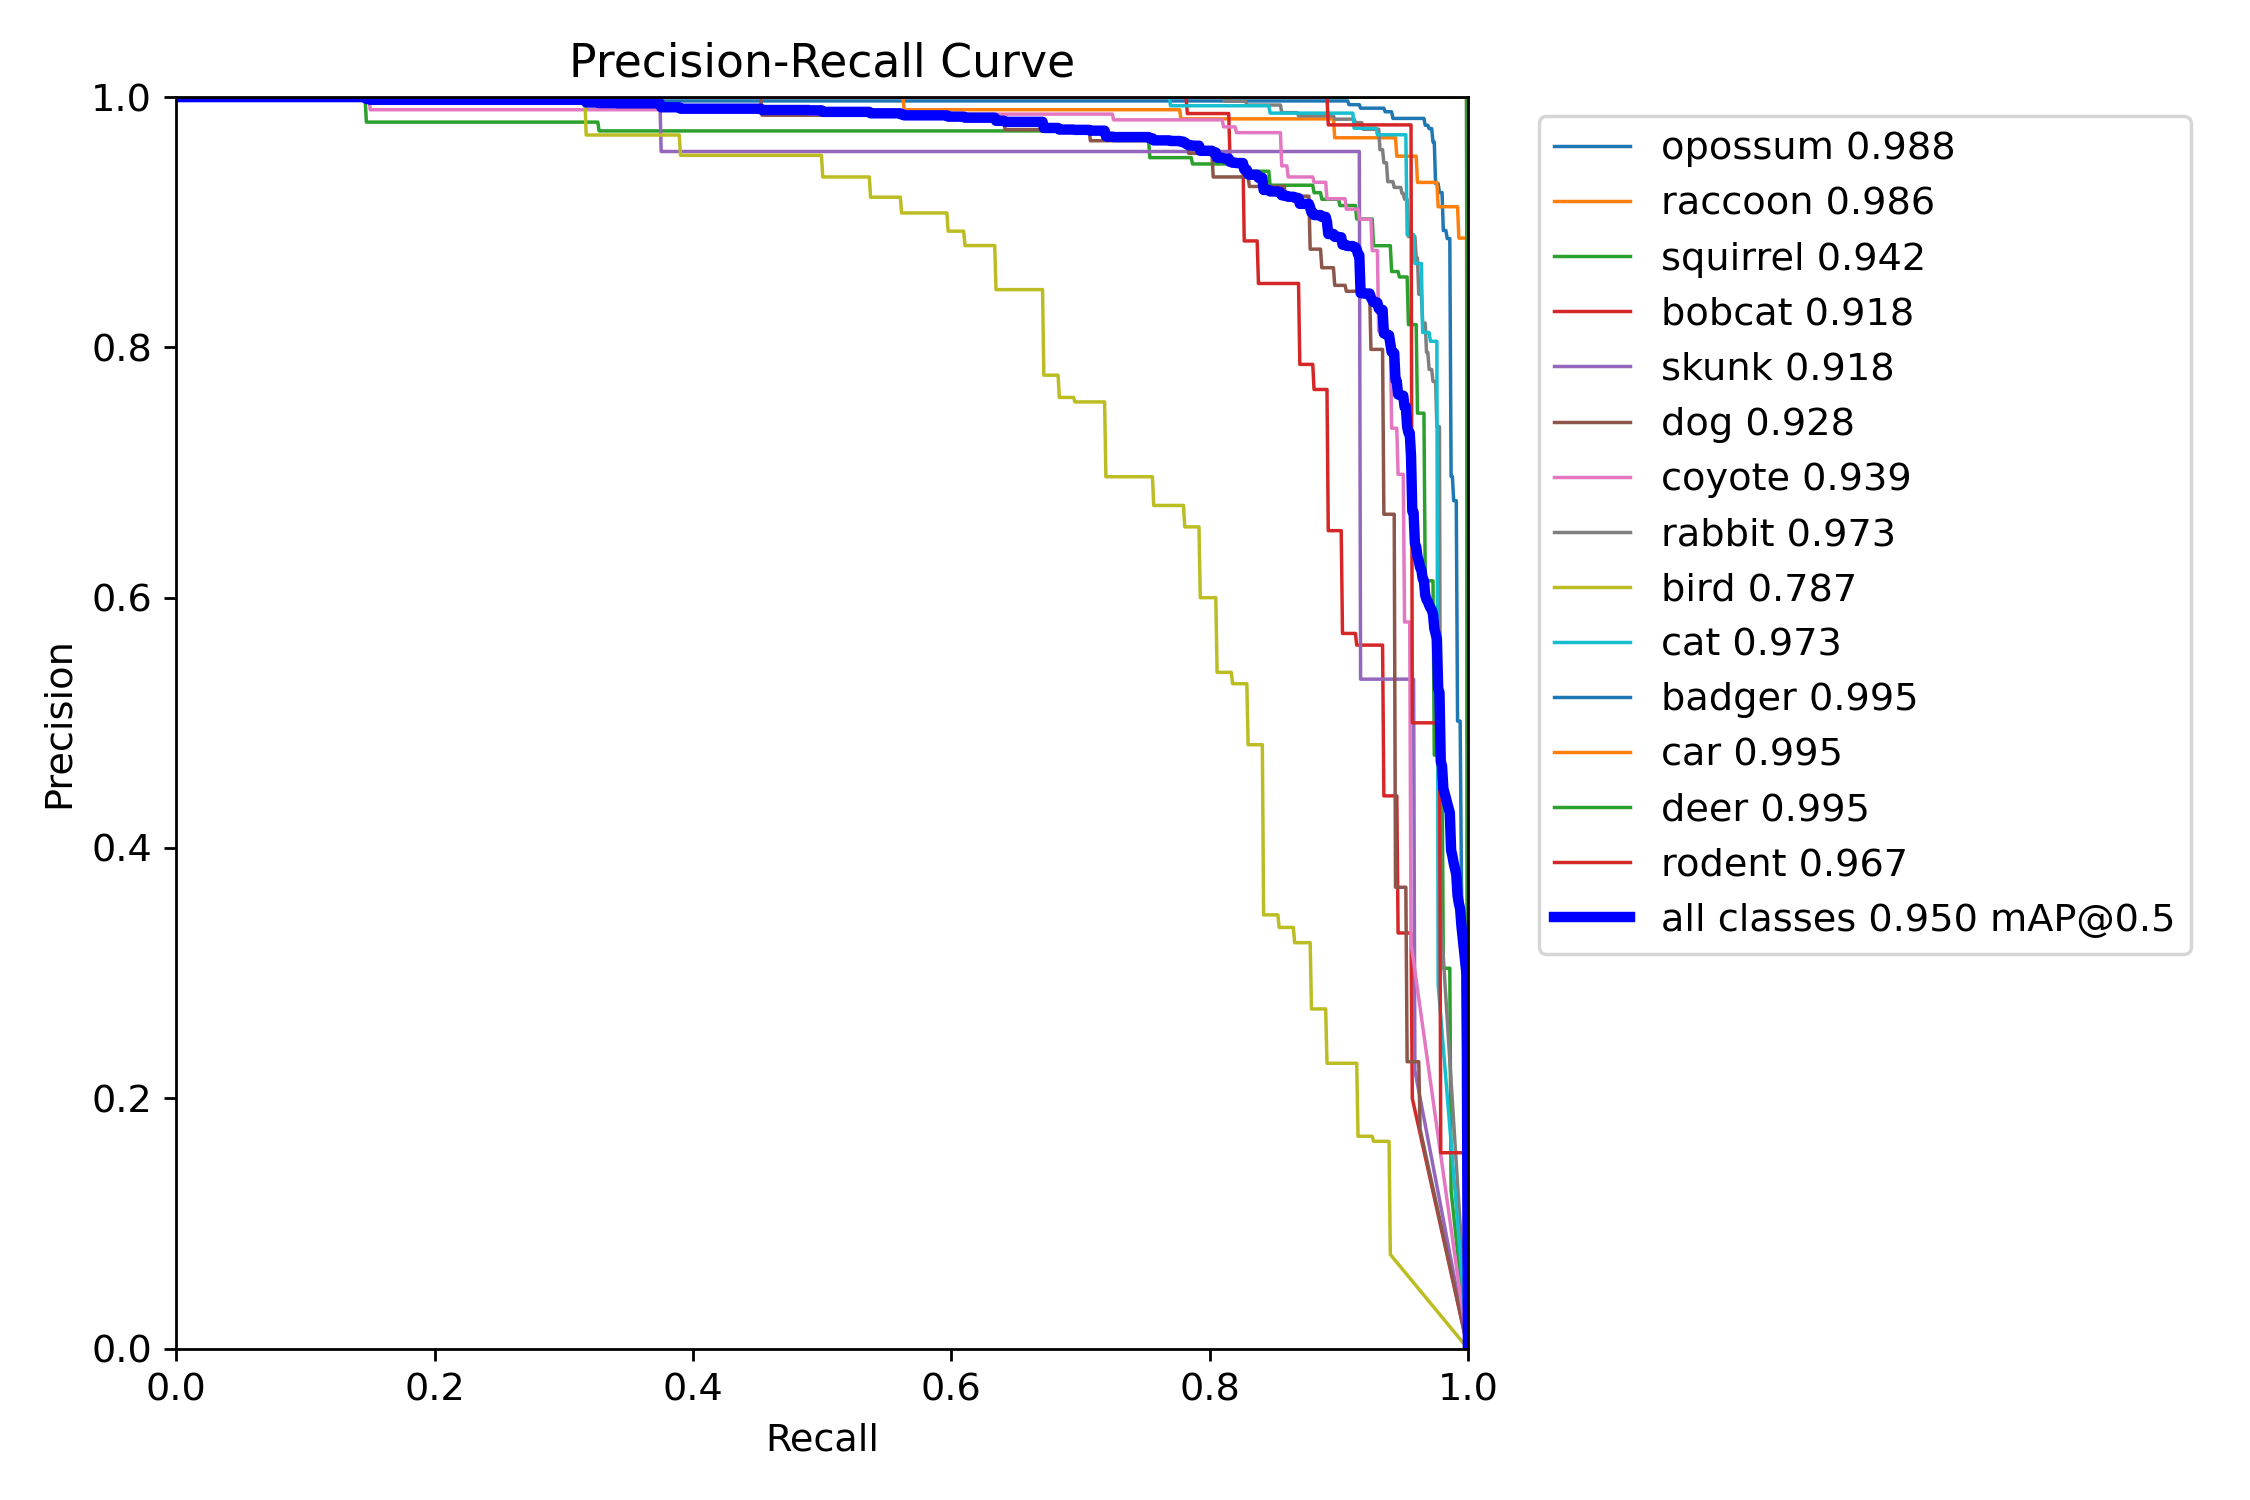 Precision-Recall Curve
1.0
0.8
0.6
0.4
0.2
0.0
Precision
0.0 0.2 0.4 0.6 0.8 1.0
Recall
opossum 0.988
raccoon 0.986
squirrel 0.942
bobcat 0.918
skunk 0.918
dog 0.928
coyote 0.939
rabbit 0.973
bird 0.787
cat 0.973
badger 0.995
car 0.995
deer 0.995
rodent 0.967
all classes 0.950 mAP@0.5